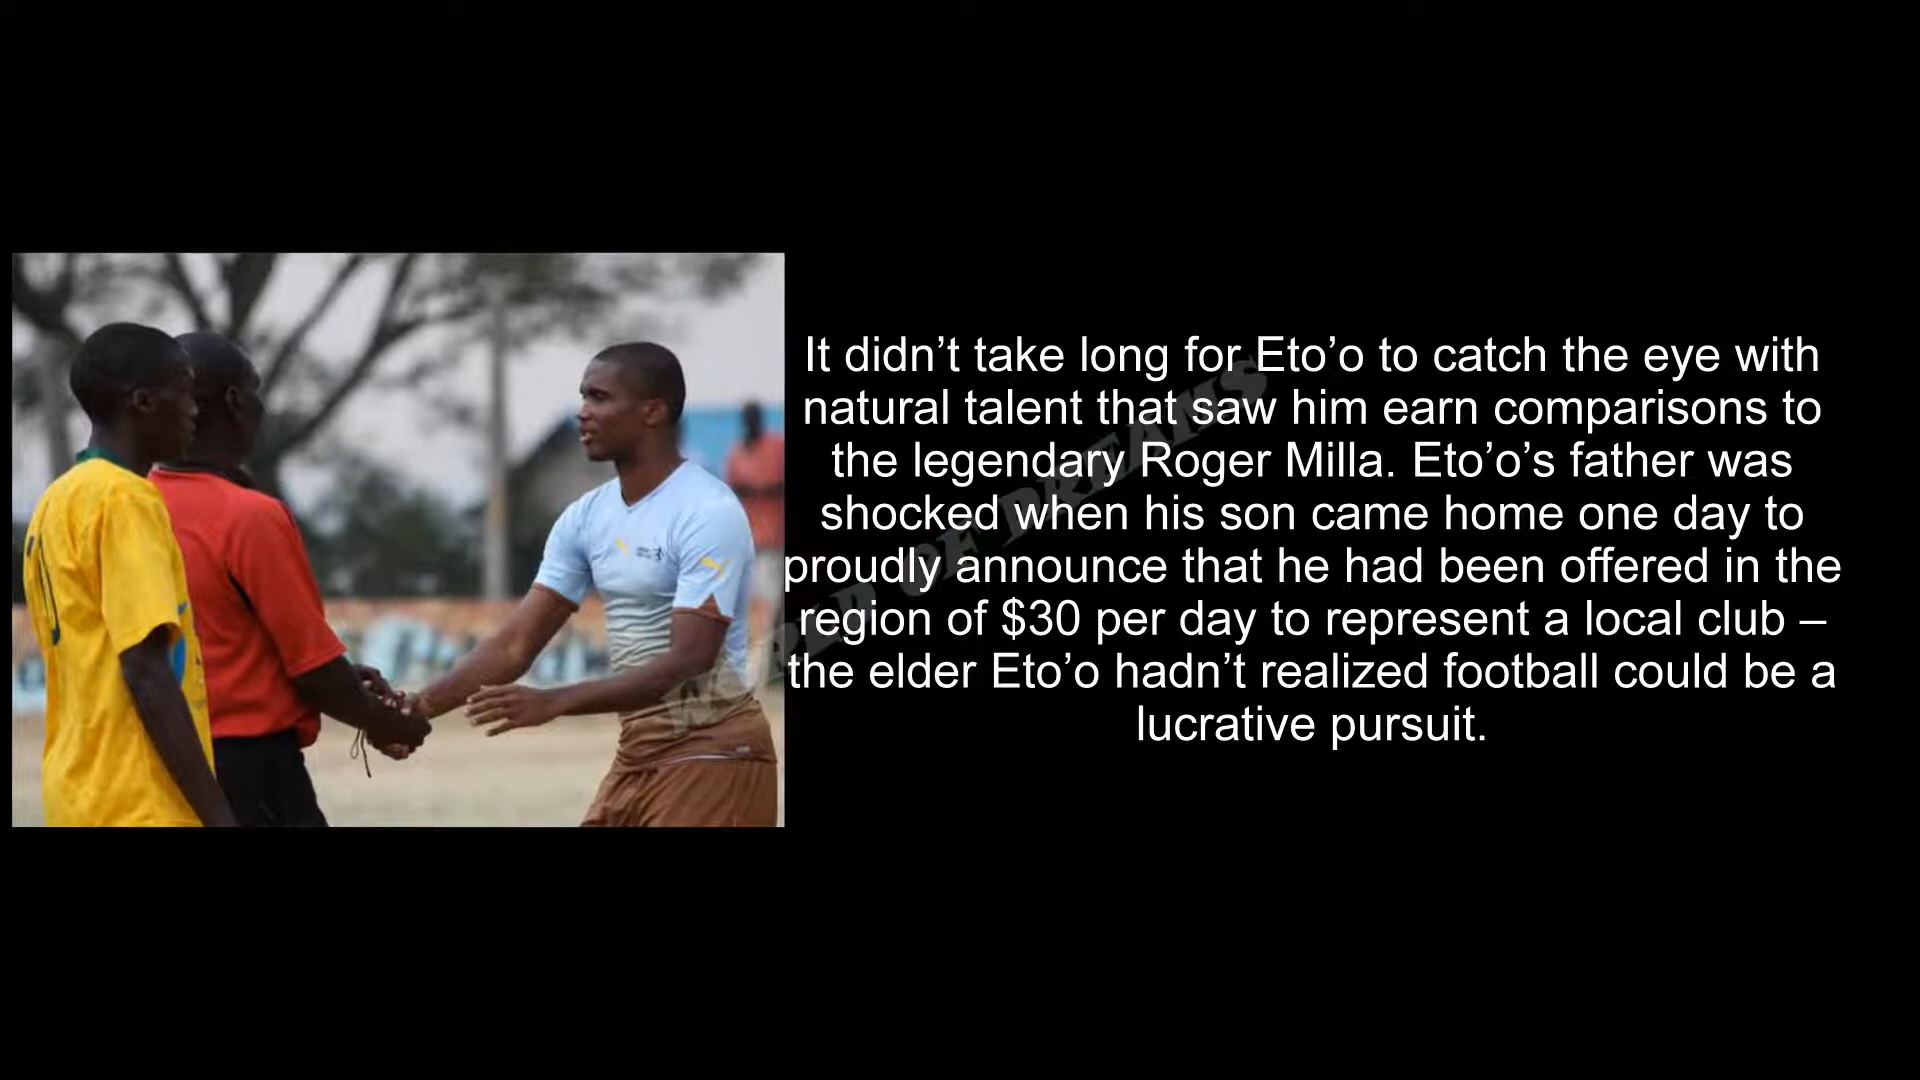 It didn’t take long for Eto’o to catch the eye with
natural talent that saw him earn comparisons to
the legendary Roger Milla. Eto’o’s father was
shocked when his son came home one day to
proudly announce that he had been offered in the
region of $30 per day to represent a local club –
the elder Eto’o hadn’t realized football could be a
lucrative pursuit.
WORLD OF DREAMS